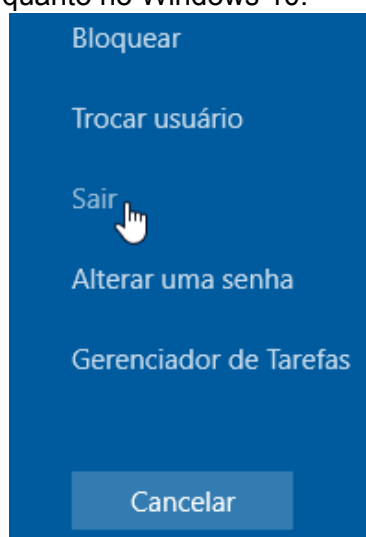 quanto no Windows 10.
Bloquear
Trocar usuário
Sair
Alterar uma senha
Gerenciador de Tarefas
Cancelar